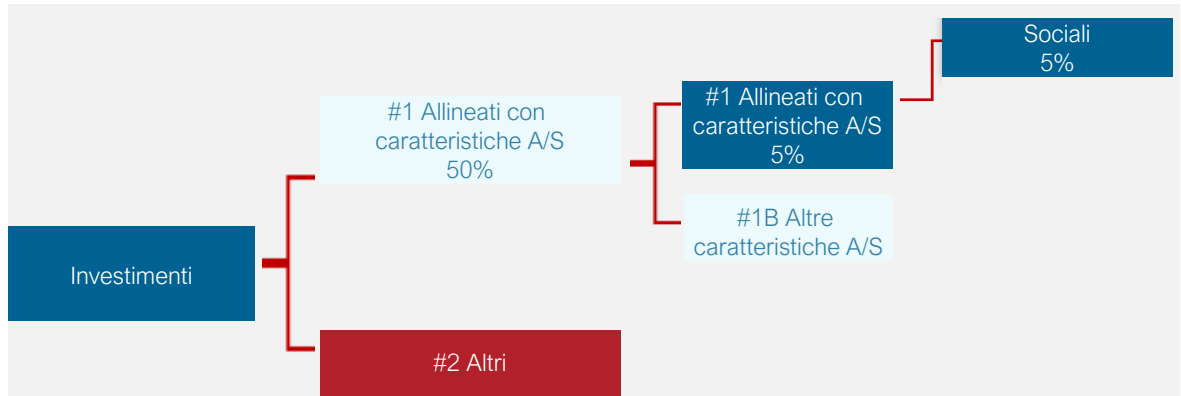 Sociali
5%
#1 Allineati con
caratteristiche A/S
50%
#1 Allineati con
caratteristiche A/S
5%
#1B Altre
caratteristiche A/S
Investimenti
#2 Altri